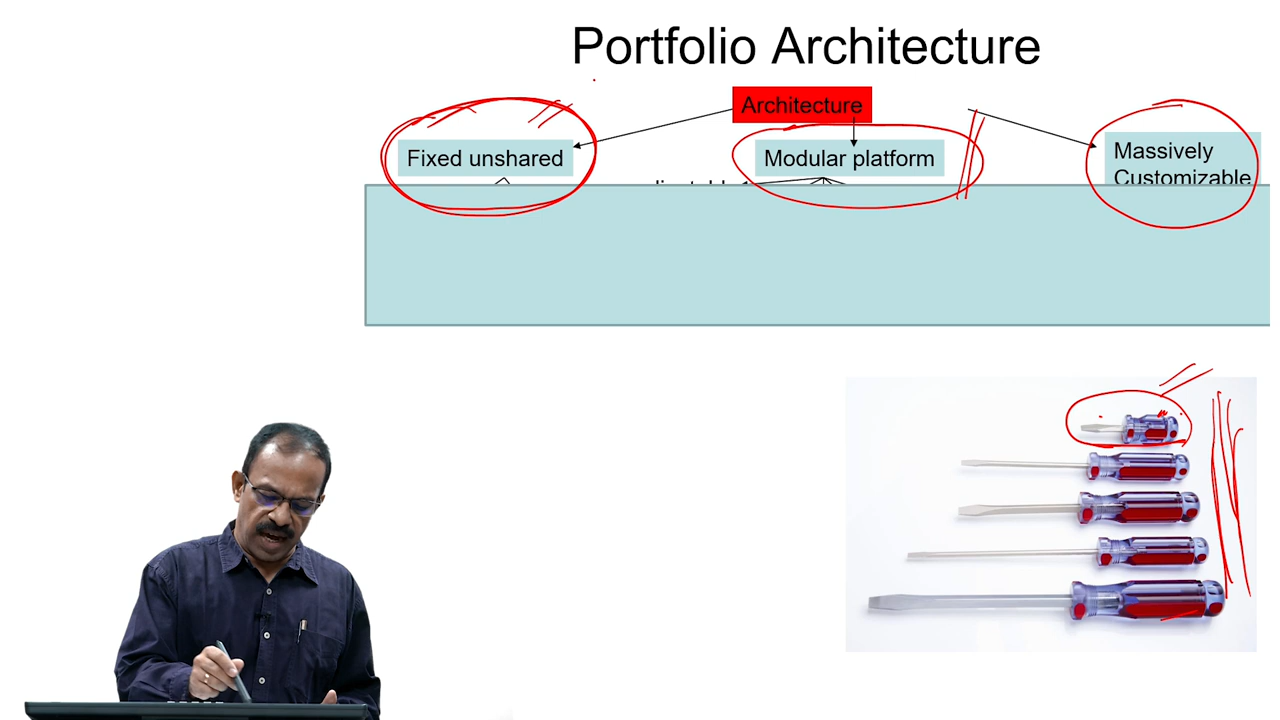 Portfolio Architecture
Architecture
Fixed unshared
Modular platform
Massively
Customizable